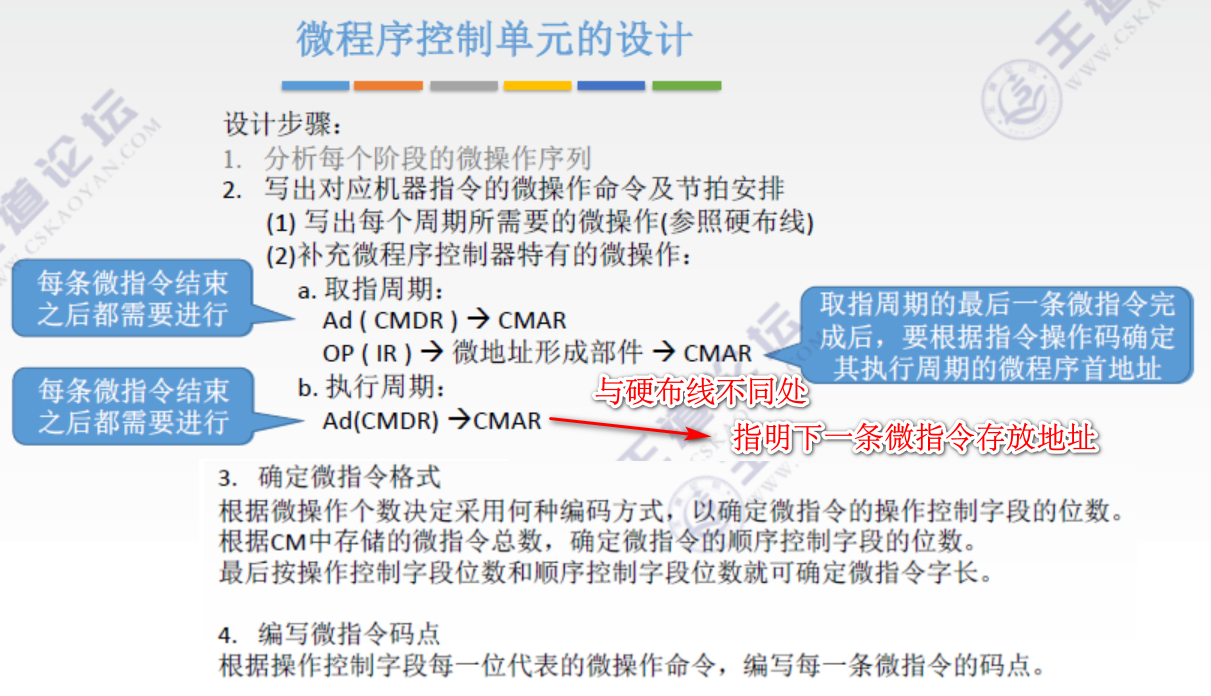 微程序控制单元的设计
设计步骤：
1. 分析每个阶段的微操作序列
2. 写出对应机器指令的微操作命令及节拍安排
(1) 写出每个周期所需要的微操作(参照硬布线)
(2)补充微程序控制器特有的微操作：
每条微指令结束
之后都需要进行
a. 取指周期：
Ad ( CMDR ) → CMAR
OP ( IR ) → 微地址形成部件 → CMAR
取指周期的最后一条微指令完
成后，要根据指令操作码确定
其执行周期的微程序首地址
每条微指令结束
之后都需要进行
b. 执行周期：
Ad(CMDR) →CMAR
与硬布线不同处
指明下一条微指令存放地址
3. 确定微指令格式
根据微操作个数决定采用何种编码方式，以确定微指令的操作控制字段的位数。
根据CM中存储的微指令总数，确定微指令的顺序控制字段的位数。
最后按操作控制字段位数和顺序控制字段位数就可确定微指令字长。
4. 编写微指令码点
根据操作控制字段每一位代表的微操作命令，编写每一条微指令的码点。
王道论坛
WWW.CSKAOYAN.COM